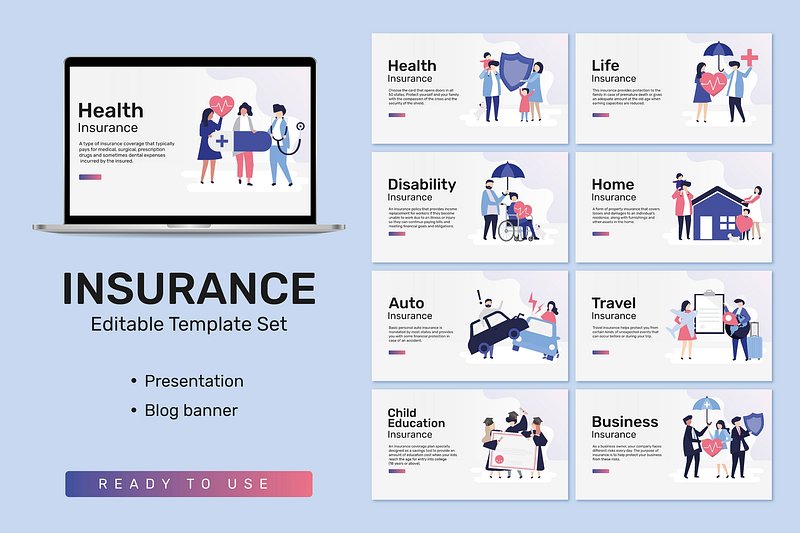 Health
Insurance
A type of insurance coverage that typically
pays for medical, surgical, prescription
drugs and sometimes dental expenses
incurred by the insured.
INSURANCE
Editable Template Set
• Presentation
• Blog banner
READY TO USE
Health
Insurance
Choose the card that opens doors in all
50 states. Protect yourself and your family
with the compassion of the cross and the
security of the shield.
Life
Insurance
This insurance provides protection to the
family in case of premature death or gives
an adequate amount at the old age when
earning capacities are reduced.
Disability
Insurance
An insurance policy that provides income
replacement for workers if they become
unable to work due to an illness or injury
so they can continue paying bills and
meeting financial goals and obligations.
Home
Insurance
A form of property insurance that covers
losses and damages to an individual's
residence, along with furnishings and
other assets in the home.
Auto
Insurance
Basic personal auto insurance is
mandated by most states and provides
you with some financial protection in
case of an accident.
Travel
Insurance
Travel insurance helps protect you from
certain kinds of unexpected events that
can occur before or during your trip.
Child
Education
Insurance
An insurance coverage plan specially
designed as a savings tool to provide an
amount of education cost when your kids
reach the age for entry into college
(18 years or above).
Business
Insurance
As a business owner, your company faces
different risks every day. The purpose of
insurance is to help protect your business
from these risks.